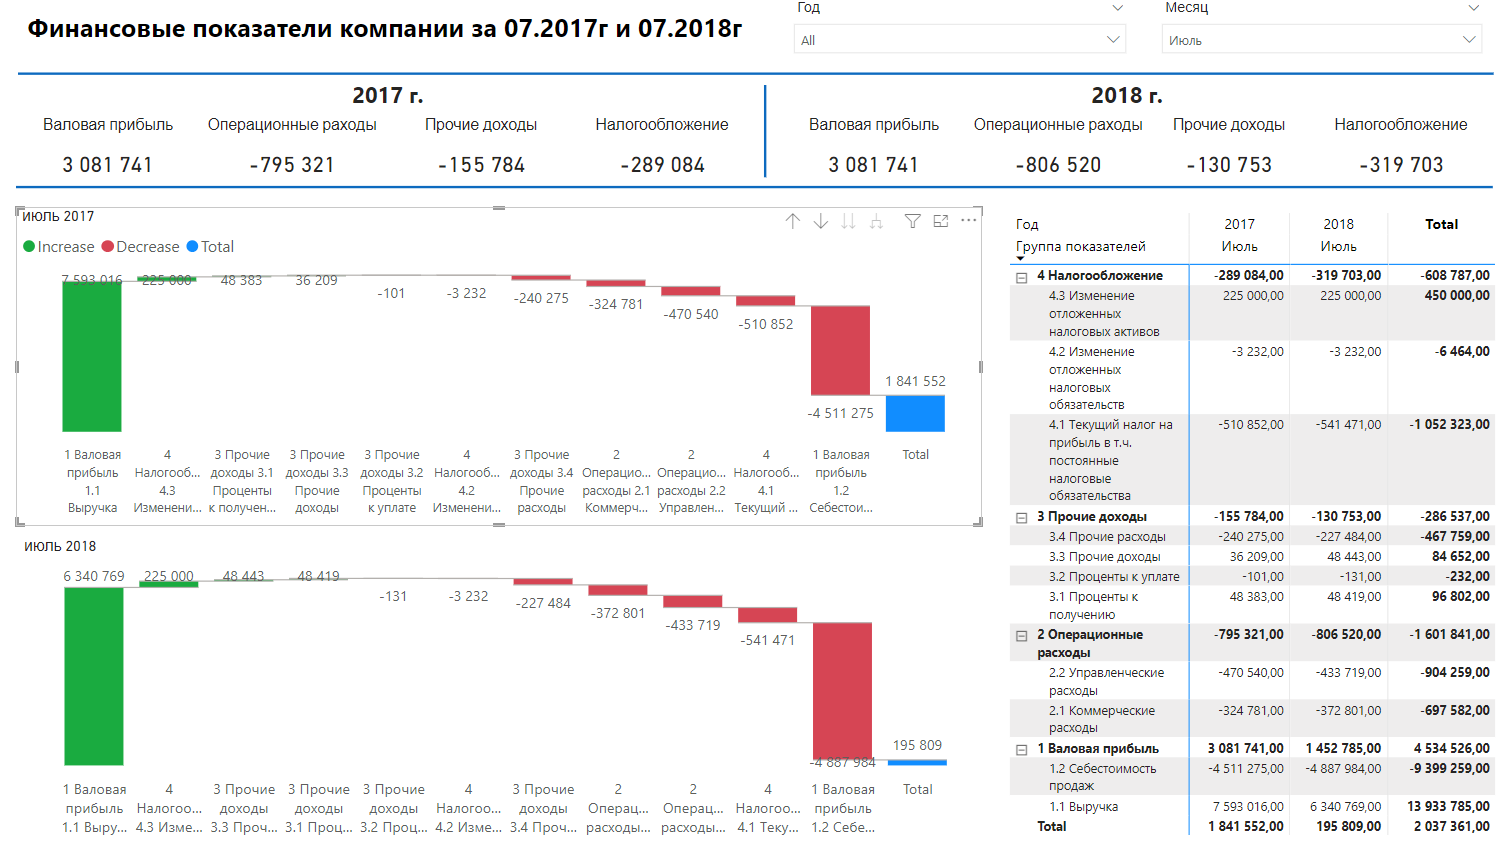 Финансовые показатели компании за 07.2017г и 07.2018г
Год
All
Месяц
Июль
2017 г.
Валовая прибыль Операционные раходы Прочие доходы Налогообложение
3 081 741 -795 321 -155 784 -289 084
2018 г.
Валовая прибыль Операционные раходы Прочие доходы Налогообложение
3 081 741 -806 520 -130 753 -319 703
июль 2017
Increase Decrease Total
7 593 016 225 000 48 383 36 209 -101 -3 232 -240 275 -324 781 -470 540 -510 852 -4 511 275 1 841 552
1 Валовая 4 3 Прочие 3 Прочие 3 Прочие 4 3 Прочие 2 2 4 1 Валовая Total
прибыль Налогооб... доходы 3.1 доходы 3.3 доходы 3.2 Налогооб... доходы 3.4 Операцио... Операцио... Налогооб... прибыль
1.1 4.3 Проценты Прочие Проценты 4.2 Прочие расходы 2.1 расходы 2.2 4.1 1.2
Выручка Изменени... к получен... доходы к уплате Изменени... расходы Коммерч... Управлен... Текущий ... Себестои...
июль 2018
6 340 769 225 000 48 443 48 419 -131 -3 232 -227 484 -372 801 -433 719 -541 471 -4 887 984 195 809
1 Валовая 4 3 Прочие 3 Прочие 3 Прочие 4 3 Прочие 2 2 4 1 Валовая Total
прибыль Налогоо... доходы доходы доходы Налогоо... доходы Операц... Операц... Налогоо... прибыль
1.1 Выру... 4.3 Изме... 3.3 Проч... 3.1 Проц... 3.2 Проц... 4.2 Изме... 3.4 Проч... расходы... расходы... 4.1 Теку... 1.2 Себе...
Год 2017 2018 Total
Группа показателей Июль Июль
4 Налогообложение -289 084,00 -319 703,00 -608 787,00
4.3 Изменение 225 000,00 225 000,00 450 000,00
отложенных
налоговых активов
4.2 Изменение -3 232,00 -3 232,00 -6 464,00
отложенных
налоговых
обязательств
4.1 Текущий налог на -510 852,00 -541 471,00 -1 052 323,00
прибыль в т.ч.
постоянные
налоговые
обязательства
3 Прочие доходы -155 784,00 -130 753,00 -286 537,00
3.4 Прочие расходы -240 275,00 -227 484,00 -467 759,00
3.3 Прочие доходы 36 209,00 48 443,00 84 652,00
3.2 Проценты к уплате -101,00 -131,00 -232,00
3.1 Проценты к 48 383,00 48 419,00 96 802,00
получению
2 Операционные -795 321,00 -806 520,00 -1 601 841,00
расходы
2.2 Управленческие -470 540,00 -433 719,00 -904 259,00
расходы
2.1 Коммерческие -324 781,00 -372 801,00 -697 582,00
расходы
1 Валовая прибыль 3 081 741,00 1 452 785,00 4 534 526,00
1.2 Себестоимость -4 511 275,00 -4 887 984,00 -9 399 259,00
продаж
1.1 Выручка 7 593 016,00 6 340 769,00 13 933 785,00
Total 1 841 552,00 195 809,00 2 037 361,00